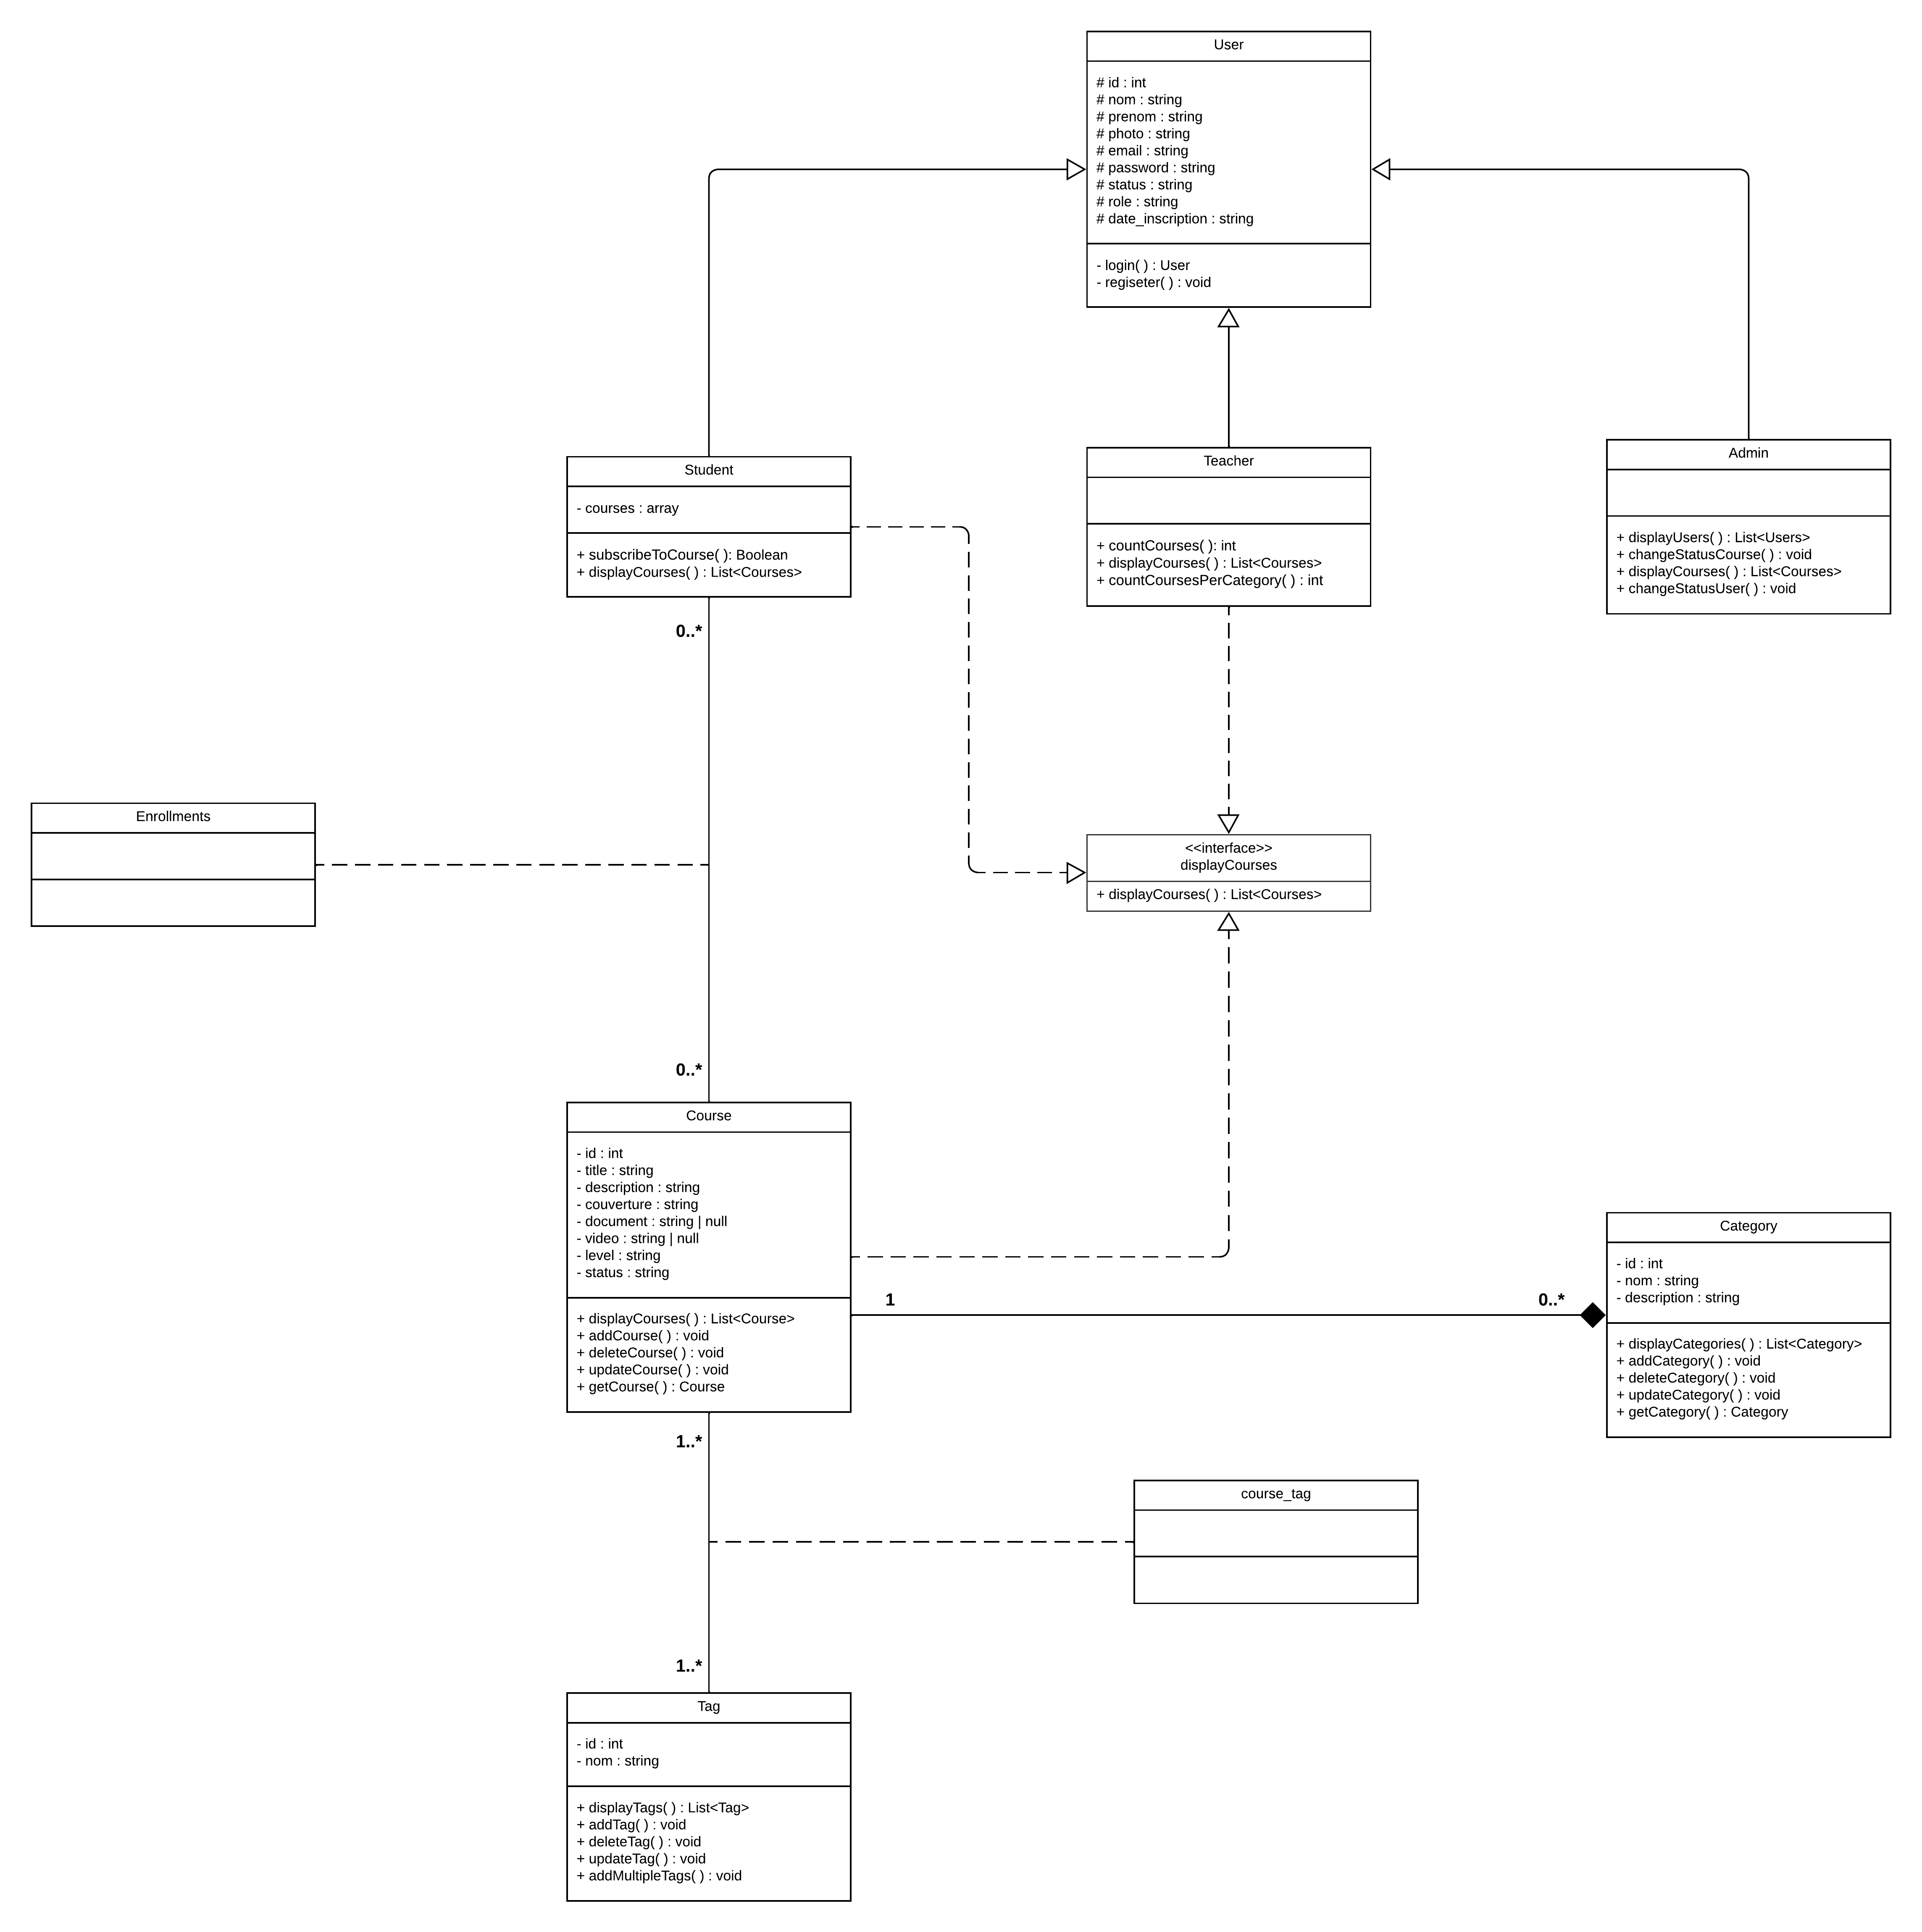 User
# id : int
# nom : string
# prenom : string
# photo : string
# email : string
# password : string
# status : string
# role : string
# date_inscription : string
- login( ) : User
- regiseter( ) : void
Student
- courses : array
+ subscribeToCourse( ): Boolean
+ displayCourses( ) : List<Courses>
Teacher
+ countCourses( ): int
+ displayCourses( ) : List<Courses>
+ countCoursesPerCategory( ) : int
Admin
+ displayUsers( ) : List<Users>
+ changeStatusCourse( ) : void
+ displayCourses( ) : List<Courses>
+ changeStatusUser( ) : void
0..*
Enrollments
<<interface>>
displayCourses
+ displayCourses( ) : List<Courses>
0..*
Course
- id : int
- title : string
- description : string
- couverture : string
- document : string | null
- video : string | null
- level : string
- status : string
+ displayCourses( ) : List<Course>
+ addCourse( ) : void
+ deleteCourse( ) : void
+ updateCourse( ) : void
+ getCourse( ) : Course
1
0..*
Category
- id : int
- nom : string
- description : string
+ displayCategories( ) : List<Category>
+ addCategory( ) : void
+ deleteCategory( ) : void
+ updateCategory( ) : void
+ getCategory( ) : Category
1..*
course_tag
1..*
Tag
- id : int
- nom : string
+ displayTags( ) : List<Tag>
+ addTag( ) : void
+ deleteTag( ) : void
+ updateTag( ) : void
+ addMultipleTags( ) : void